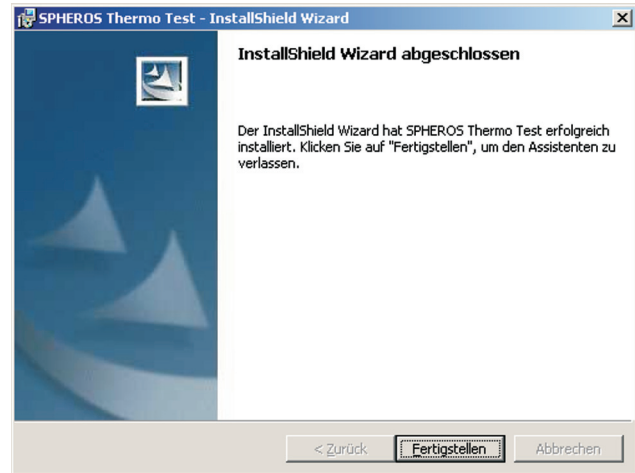 SPHEROS Thermo Test - InstallShield Wizard
InstallShield Wizard abgeschlossen
Der InstallShield Wizard hat SPHEROS Thermo Test erfolgreich
installiert. Klicken Sie auf "Fertigstellen", um den Assistenten zu
verlassen.
< Zurück
Fertigstellen
Abbrechen